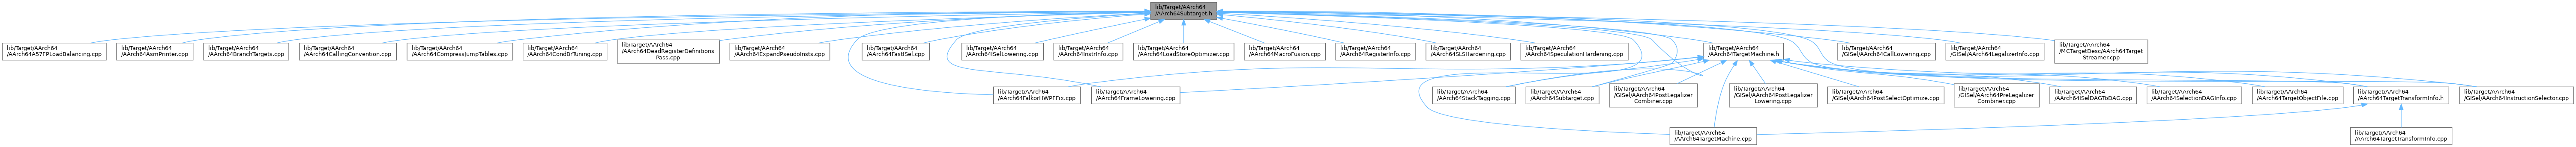 lib/Target/AArch64
/AArch64Subtarget.h
lib/Target/AArch64
/AArch64A57FPLoadBalancing.cpp
lib/Target/AArch64
/AArch64AsmPrinter.cpp
lib/Target/AArch64
/AArch64BranchTargets.cpp
lib/Target/AArch64
/AArch64CallingConvention.cpp
lib/Target/AArch64
/AArch64CompressJumpTables.cpp
lib/Target/AArch64
/AArch64CondBrTuning.cpp
lib/Target/AArch64
/AArch64DeadRegisterDefinitions
Pass.cpp
lib/Target/AArch64
/AArch64ExpandPseudoInsts.cpp
lib/Target/AArch64
/AArch64FastISel.cpp
lib/Target/AArch64
/AArch64ISelLowering.cpp
lib/Target/AArch64
/AArch64InstrInfo.cpp
lib/Target/AArch64
/AArch64LoadStoreOptimizer.cpp
lib/Target/AArch64
/AArch64MacroFusion.cpp
lib/Target/AArch64
/AArch64RegisterInfo.cpp
lib/Target/AArch64
/AArch64SLSHardening.cpp
lib/Target/AArch64
/AArch64SpeculationHardening.cpp
lib/Target/AArch64
/AArch64TargetMachine.h
lib/Target/AArch64
/GISel/AArch64CallLowering.cpp
lib/Target/AArch64
/GISel/AArch64LegalizerInfo.cpp
lib/Target/AArch64
/MCTargetDesc/AArch64Target
Streamer.cpp
lib/Target/AArch64
/AArch64FalkorHWPFFix.cpp
lib/Target/AArch64
/AArch64FrameLowering.cpp
lib/Target/AArch64
/AArch64StackTagging.cpp
lib/Target/AArch64
/AArch64Subtarget.cpp
lib/Target/AArch64
/GISel/AArch64PostLegalizer
Combiner.cpp
lib/Target/AArch64
/GISel/AArch64PostLegalizer
Lowering.cpp
lib/Target/AArch64
/GISel/AArch64PostSelectOptimize.cpp
lib/Target/AArch64
/GISel/AArch64PreLegalizer
Combiner.cpp
lib/Target/AArch64
/AArch64ISelDAGToDAG.cpp
lib/Target/AArch64
/AArch64SelectionDAGInfo.cpp
lib/Target/AArch64
/AArch64TargetObjectFile.cpp
lib/Target/AArch64
/AArch64TargetTransformInfo.h
lib/Target/AArch64
/GISel/AArch64InstructionSelector.cpp
lib/Target/AArch64
/AArch64TargetMachine.cpp
lib/Target/AArch64
/AArch64TargetTransformInfo.cpp